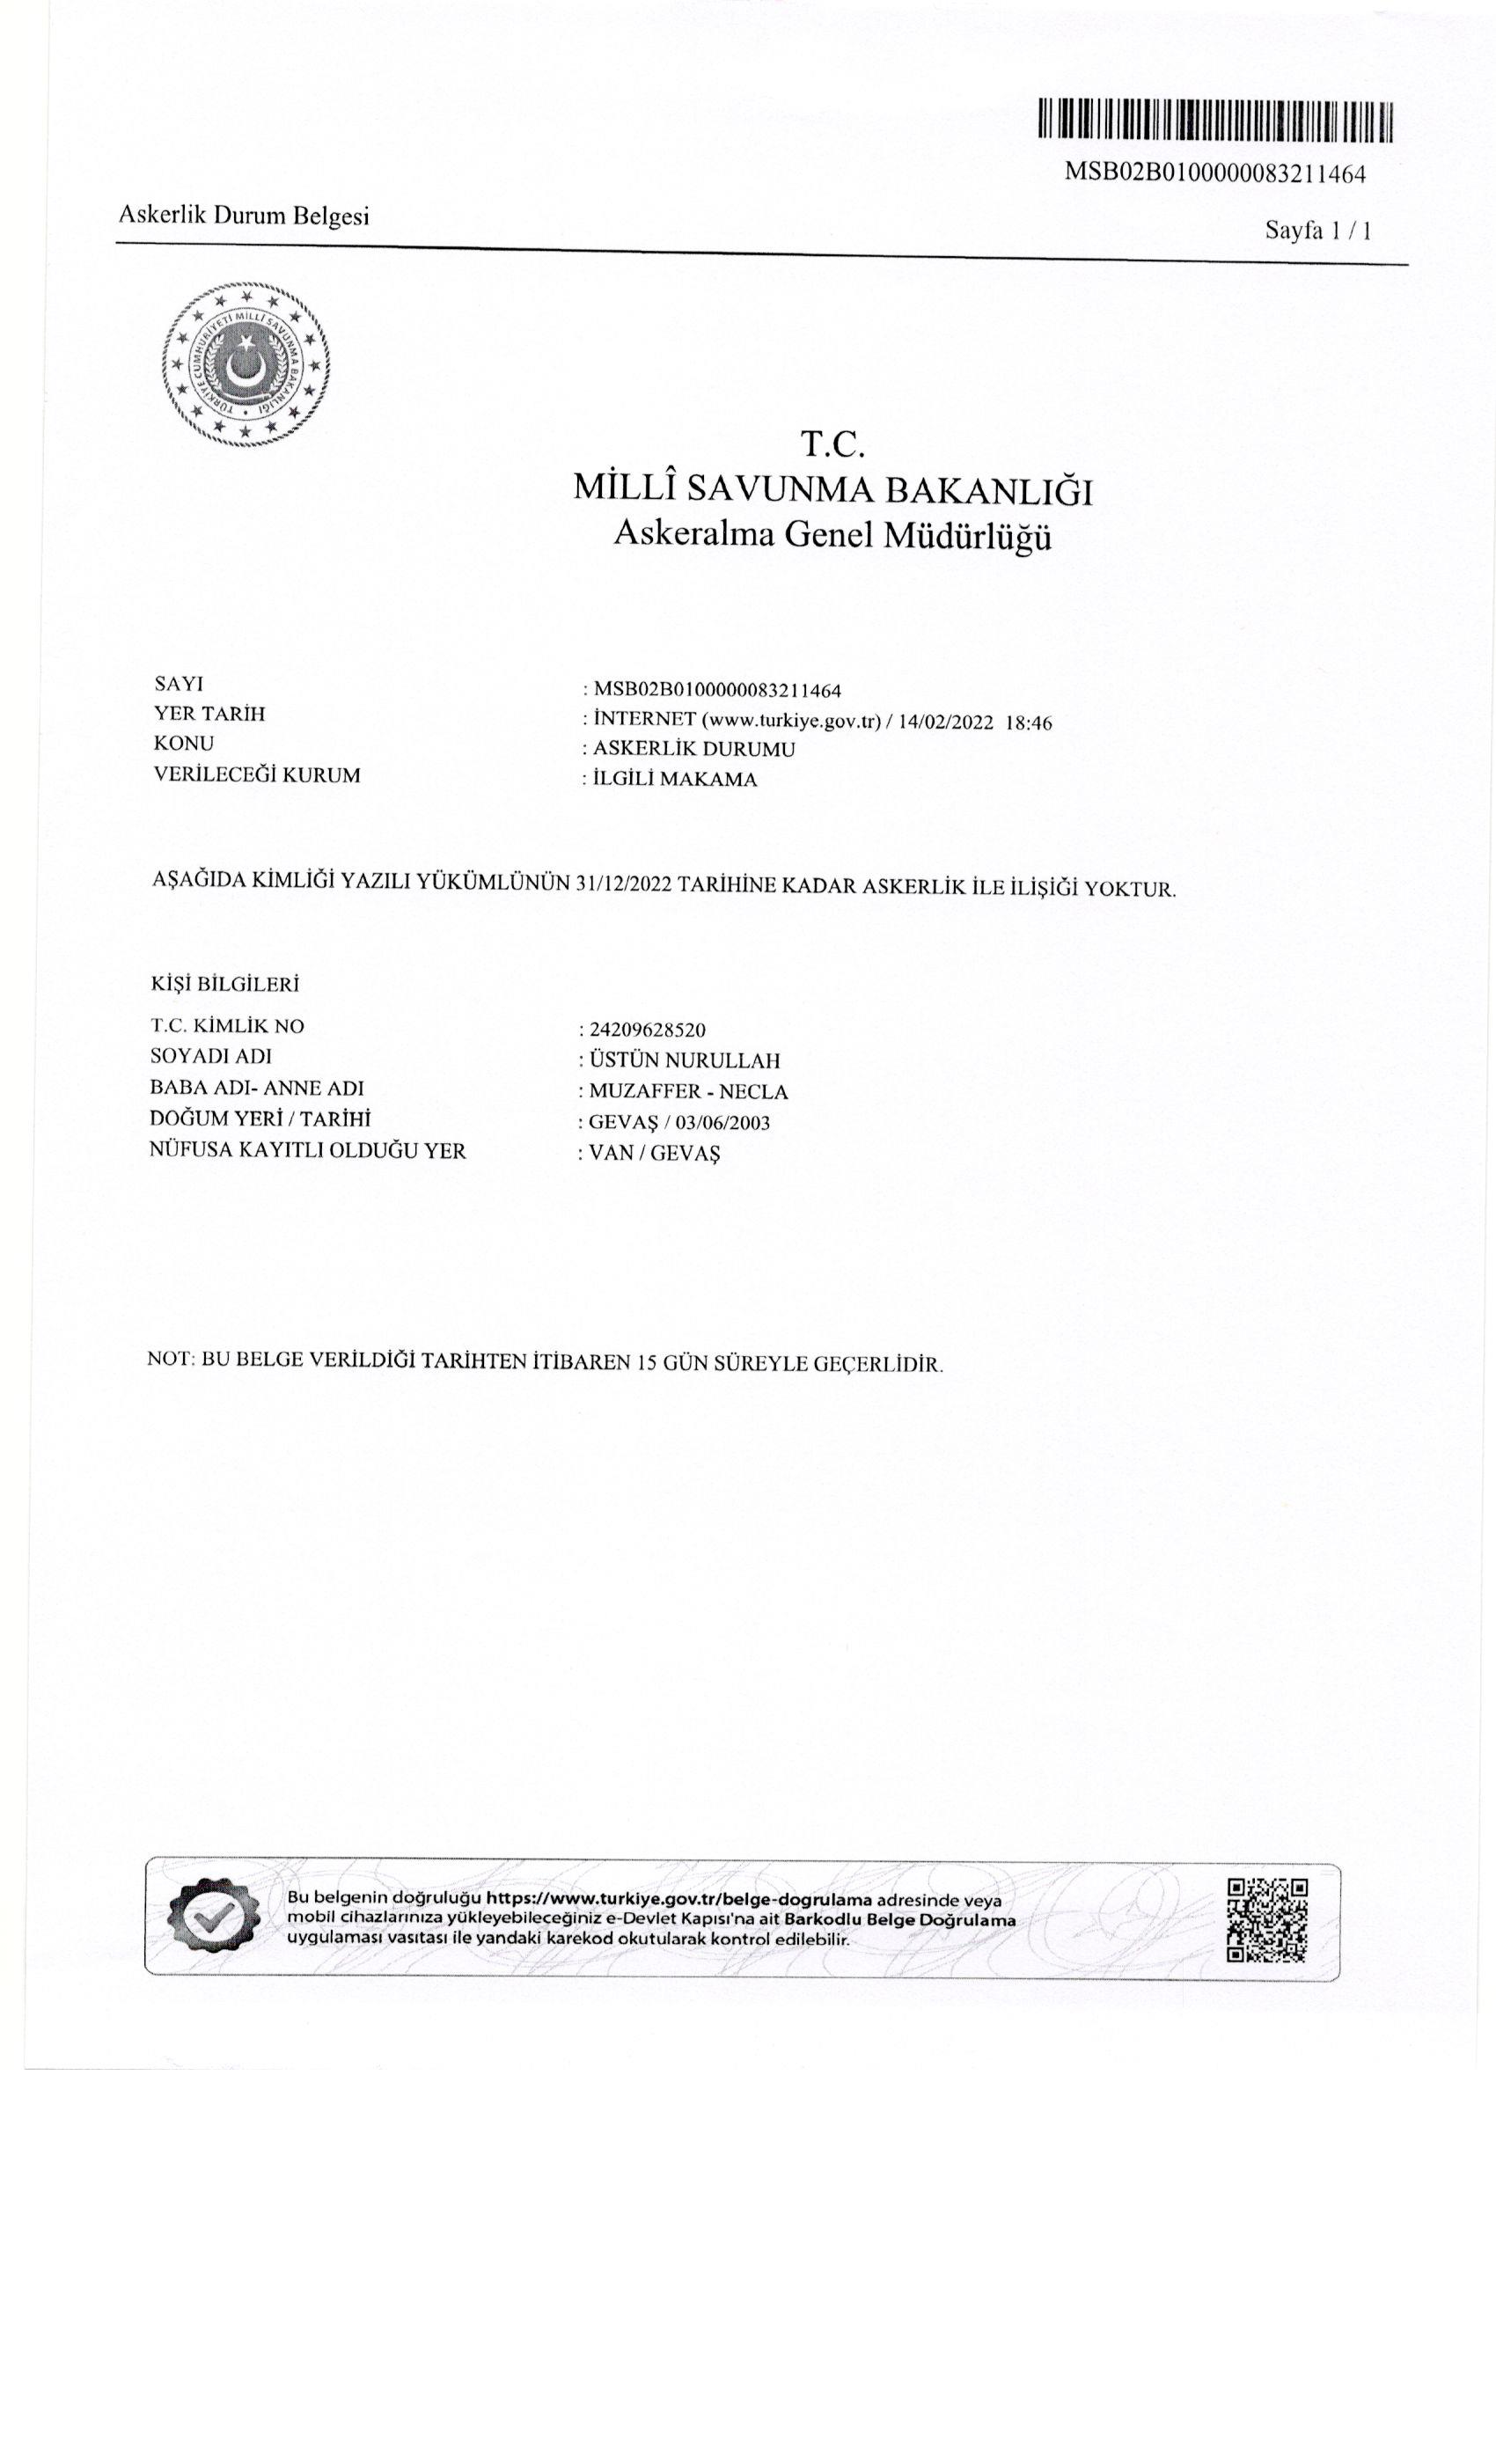 MSB02B0100000083211464
Askerlik Durum Belgesi
Sayfa 1 / 1
TÜRKİYE CUMHURİYETİ MİLLİ SAVUNMA BAKANLIĞI
T.C.
MİLLÎ SAVUNMA BAKANLIĞI
Askeralma Genel Müdürlüğü
SAYI : MSB02B0100000083211464
YER TARİH : İNTERNET (www.turkiye.gov.tr) / 14/02/2022 18:46
KONU : ASKERLİK DURUMU
VERİLECEĞİ KURUM : İLGİLİ MAKAMA
AŞAĞIDA KİMLİĞİ YAZILI YÜKÜMLÜNÜN 31/12/2022 TARİHİNE KADAR ASKERLİK İLE İLİŞİĞİ YOKTUR.
KİŞİ BİLGİLERİ
T.C. KİMLİK NO : 24209628520
SOYADI ADI : ÜSTÜN NURULLAH
BABA ADI- ANNE ADI : MUZAFFER - NECLA
DOĞUM YERİ / TARİHİ : GEVAŞ / 03/06/2003
NÜFUSA KAYITLI OLDUĞU YER : VAN / GEVAŞ
NOT: BU BELGE VERİLDİĞİ TARİHTEN İTİBAREN 15 GÜN SÜREYLE GEÇERLİDİR.
Bu belgenin doğruluğu https://www.turkiye.gov.tr/belge-dogrulama adresinde veya
mobil cihazlarınıza yükleyebileceğiniz e-Devlet Kapısı'na ait Barkodlu Belge Doğrulama
uygulaması vasıtası ile yandaki karekod okutularak kontrol edilebilir.